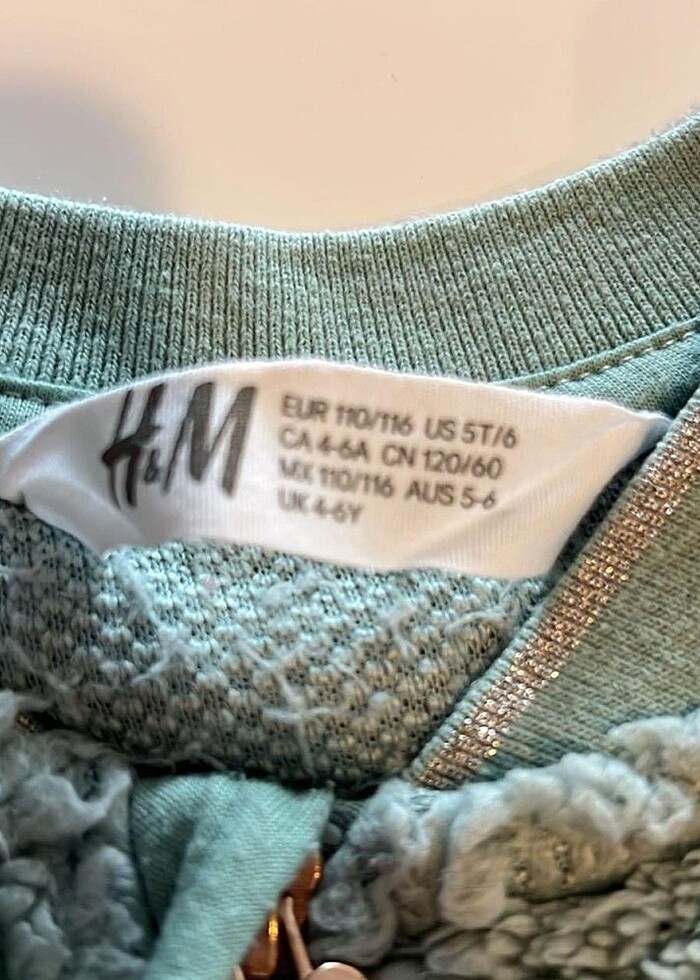 H&M
EUR 110/116 US 5T/6
CA 4-6A CN 120/60
MX 110/116 AUS 5-6
UK 4-6Y